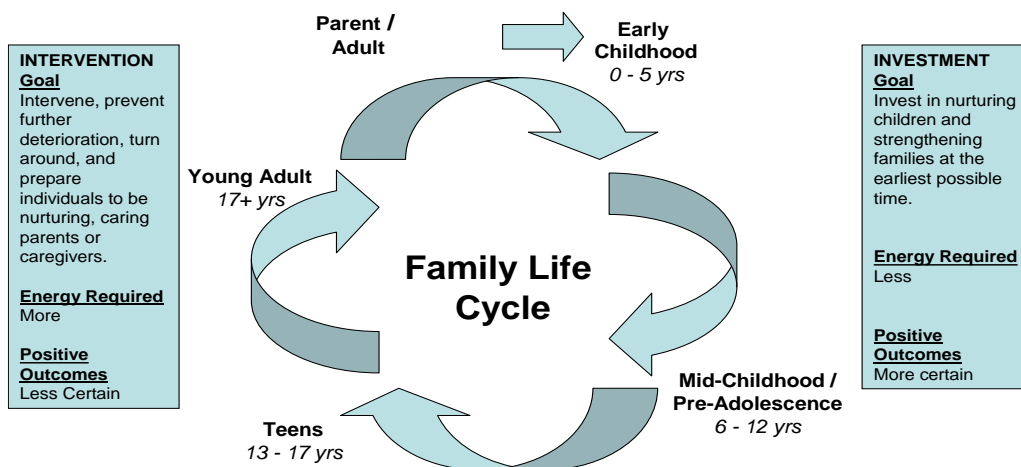 INTERVENTION
Goal
Intervene, prevent
further
deterioration, turn
around, and
prepare
individuals to be
nurturing, caring
parents or
caregivers.
Energy Required
More
Positive
Outcomes
Less Certain
Parent /
Adult
Early
Childhood
0 - 5 yrs
Young Adult
17+ yrs
Family Life
Cycle
Mid-Childhood /
Pre-Adolescence
6 - 12 yrs
Teens
13 - 17 yrs
INVESTMENT
Goal
Invest in nurturing
children and
strengthening
families at the
earliest possible
time.
Energy Required
Less
Positive
Outcomes
More certain